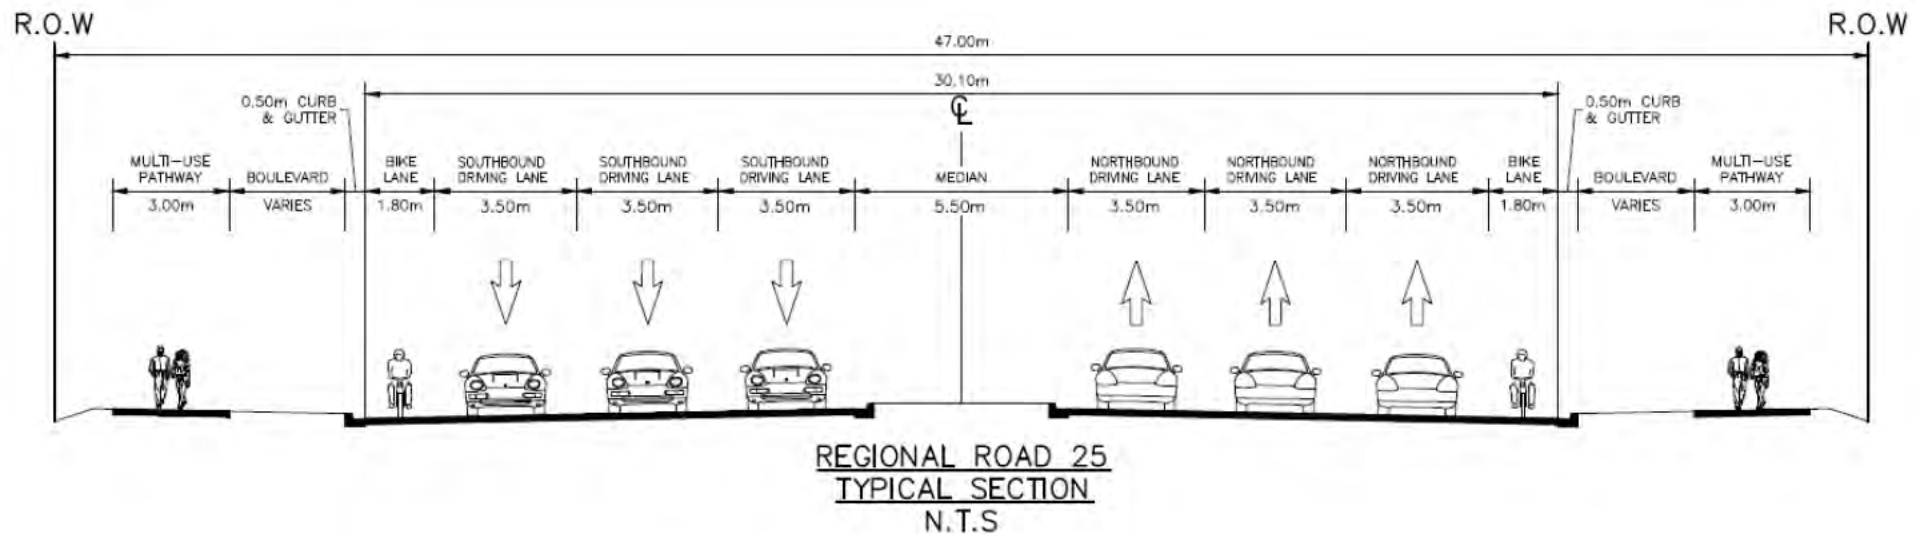 R.O.W
R.O.W
47.00m
30.10m
℄
0.50m CURB
& GUTTER
0.50m CURB
& GUTTER
MULTI-USE
PATHWAY
3.00m
BOULEVARD
VARIES
BIKE
LANE
1.80m
SOUTHBOUND
DRIVING LANE
3.50m
SOUTHBOUND
DRIVING LANE
3.50m
SOUTHBOUND
DRIVING LANE
3.50m
MEDIAN
5.50m
NORTHBOUND
DRIVING LANE
3.50m
NORTHBOUND
DRIVING LANE
3.50m
NORTHBOUND
DRIVING LANE
3.50m
BIKE
LANE
1.80m
BOULEVARD
VARIES
MULTI-USE
PATHWAY
3.00m
REGIONAL ROAD 25
TYPICAL SECTION
N.T.S